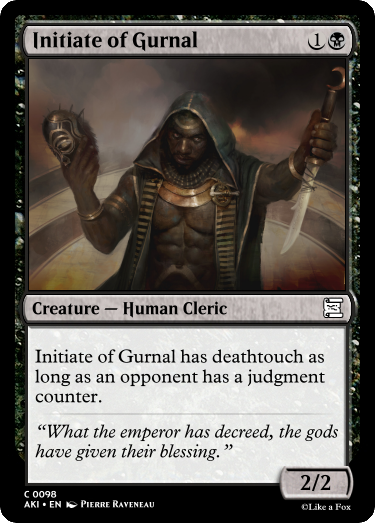 Initiate of Gurnal 1
Creature — Human Cleric
Initiate of Gurnal has deathtouch as
long as an opponent has a judgment
counter.
“What the emperor has decreed, the gods
have given their blessing.”
2/2
C 0098
AKI • EN Pierre Raveneau
©Like a Fox